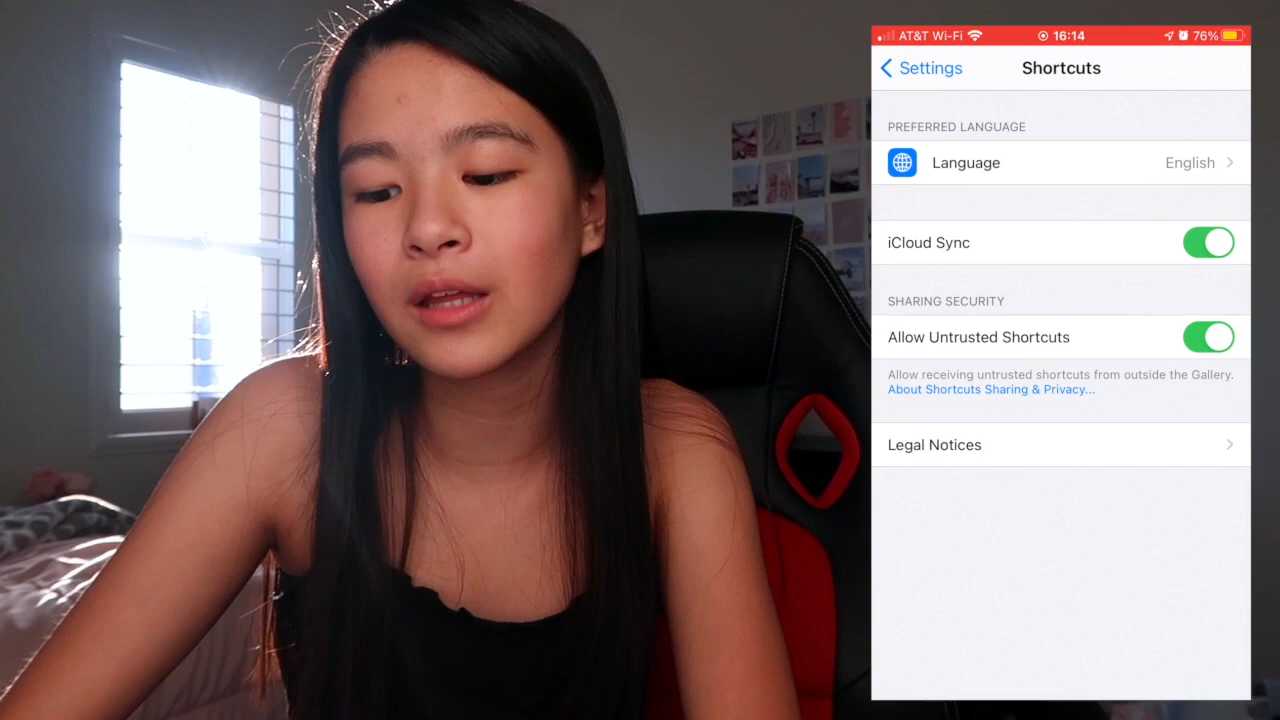 AT&T Wi-Fi 16:14 76%
Settings Shortcuts
PREFERRED LANGUAGE
Language English
iCloud Sync
SHARING SECURITY
Allow Untrusted Shortcuts
Allow receiving untrusted shortcuts from outside the Gallery.
About Shortcuts Sharing & Privacy...
Legal Notices